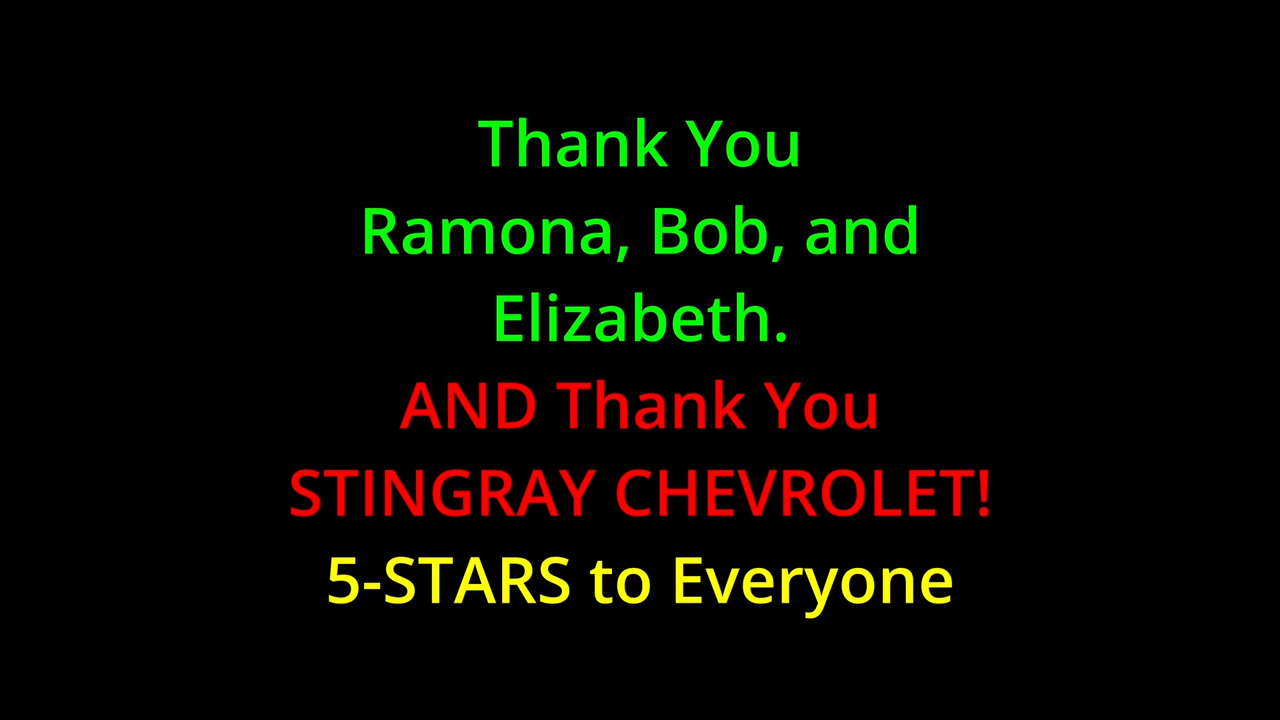 Thank You
Ramona, Bob, and
Elizabeth.
AND Thank You
STINGRAY CHEVROLET!
5-STARS to Everyone